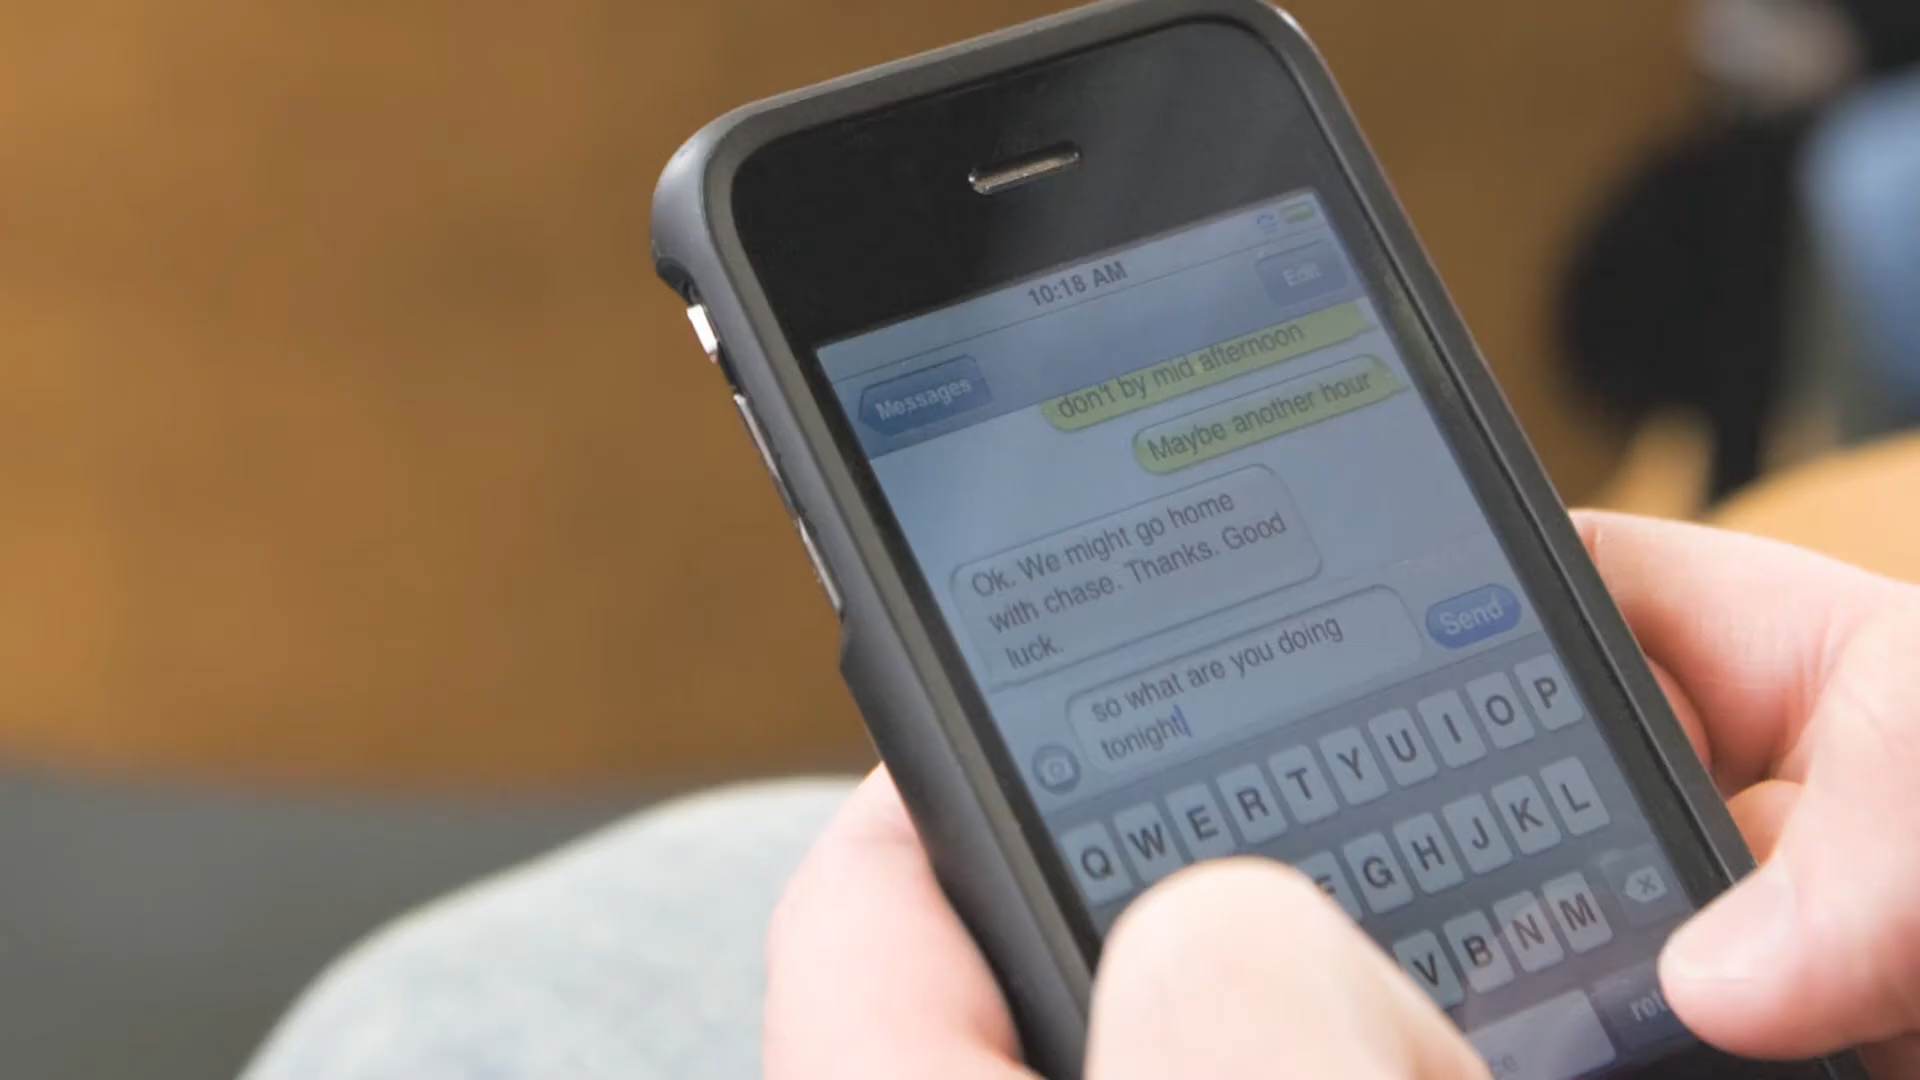 10:18 AM
Messages
Edit
don't by mid afternoon
Maybe another hour
Ok. We might go home
with chase. Thanks. Good
luck.
so what are you doing
tonight
Send
Q W E R T Y U I O P
F G H J K L
V B N M